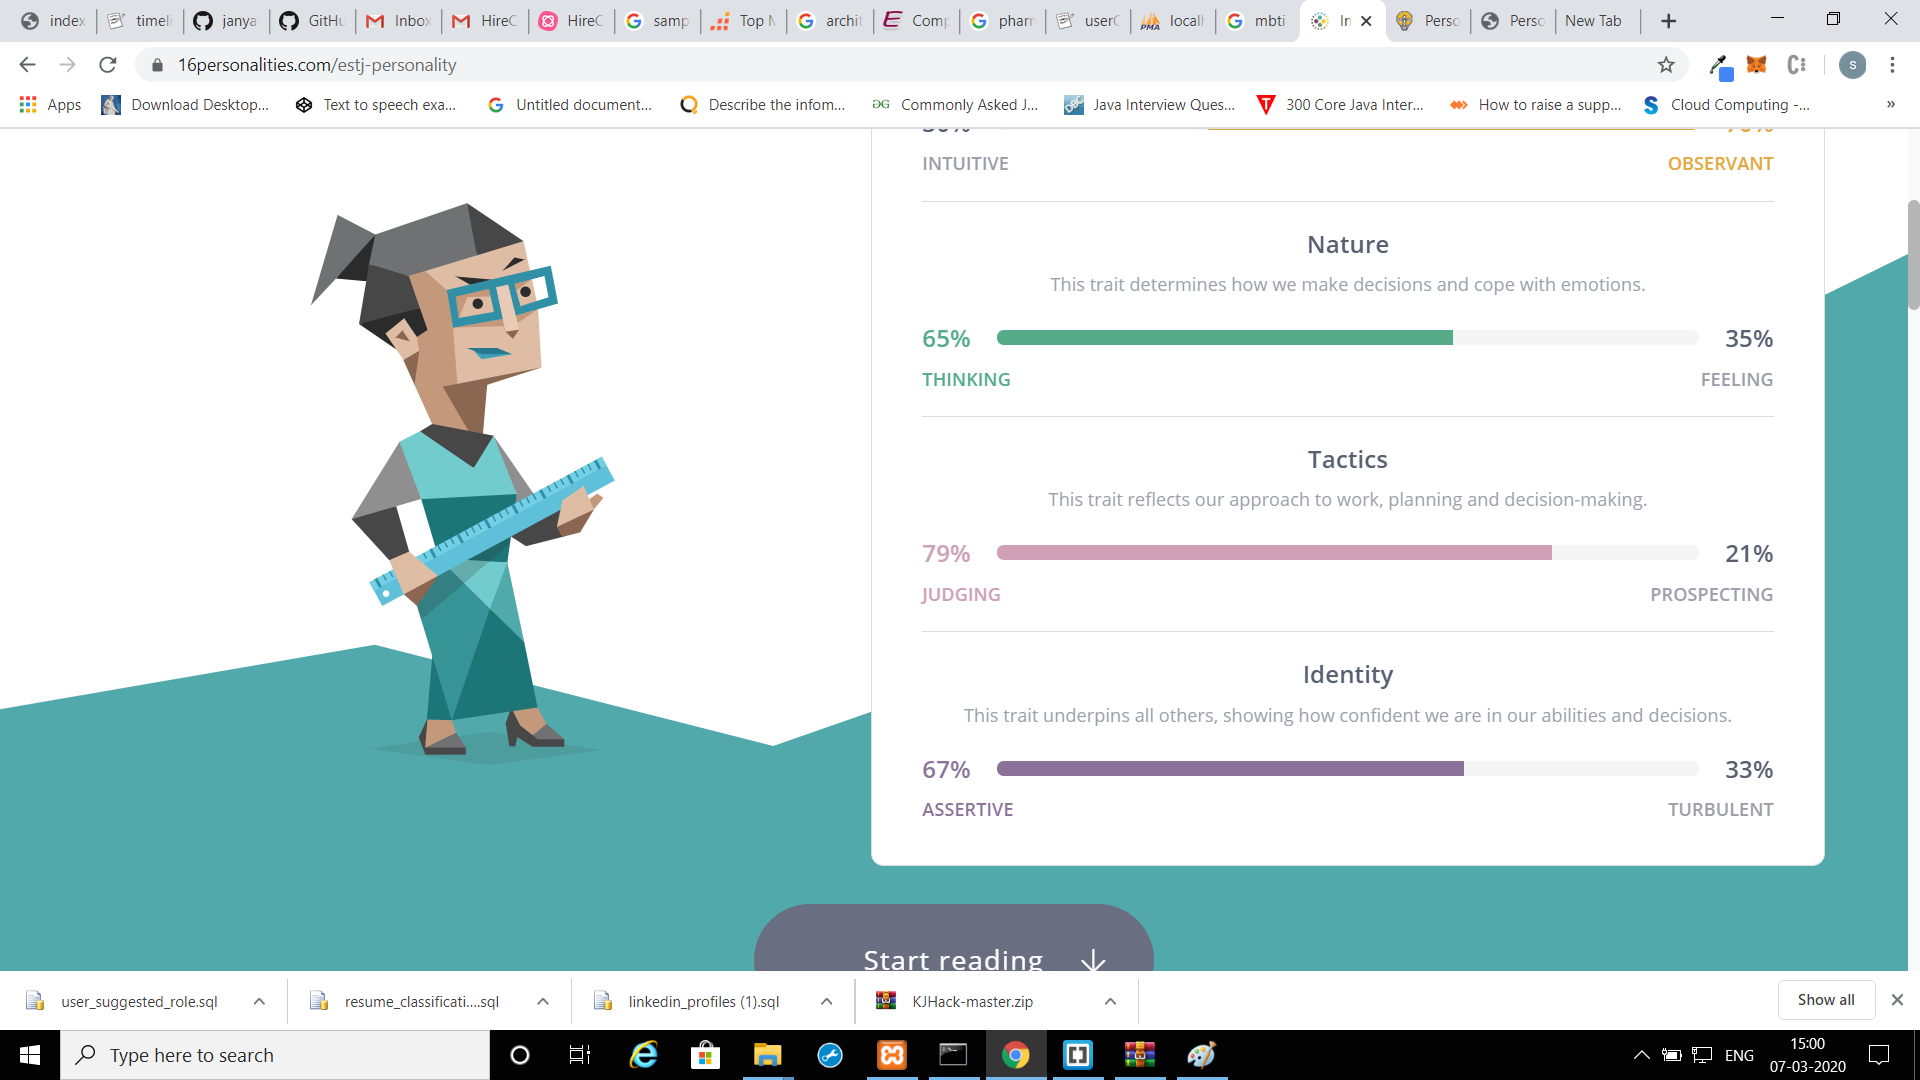 index
timeli
janya
GitHu
Inbox
HireC
HireC
samp
Top M
archit
Comp
pharm
userC
localh
mbti
In
Perso
Perso
New Tab
16personalities.com/estj-personality
s
Apps
Download Desktop...
Text to speech exa...
Untitled document...
Describe the infom...
Commonly Asked J...
Java Interview Ques...
300 Core Java Inter...
How to raise a supp...
Cloud Computing -...
»
INTUITIVE
OBSERVANT
Nature
This trait determines how we make decisions and cope with emotions.
65%
35%
THINKING
FEELING
Tactics
This trait reflects our approach to work, planning and decision-making.
79%
21%
JUDGING
PROSPECTING
Identity
This trait underpins all others, showing how confident we are in our abilities and decisions.
67%
33%
ASSERTIVE
TURBULENT
Start reading
user_suggested_role.sql
resume_classificati....sql
linkedin_profiles (1).sql
KJHack-master.zip
Show all
Type here to search
ENG
15:00
07-03-2020